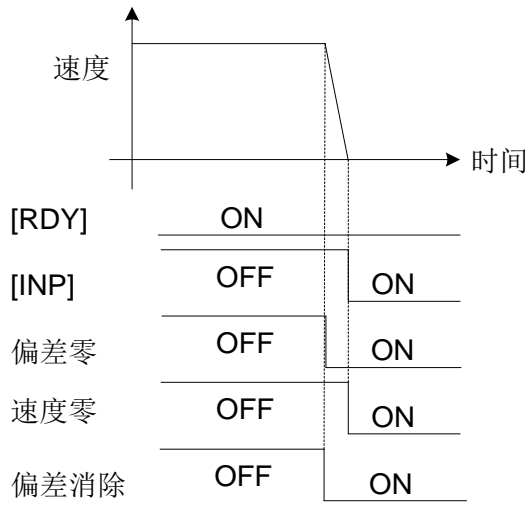 速度
时间
[RDY] ON
[INP] OFF ON
偏差零 OFF ON
速度零 OFF ON
偏差消除 OFF ON